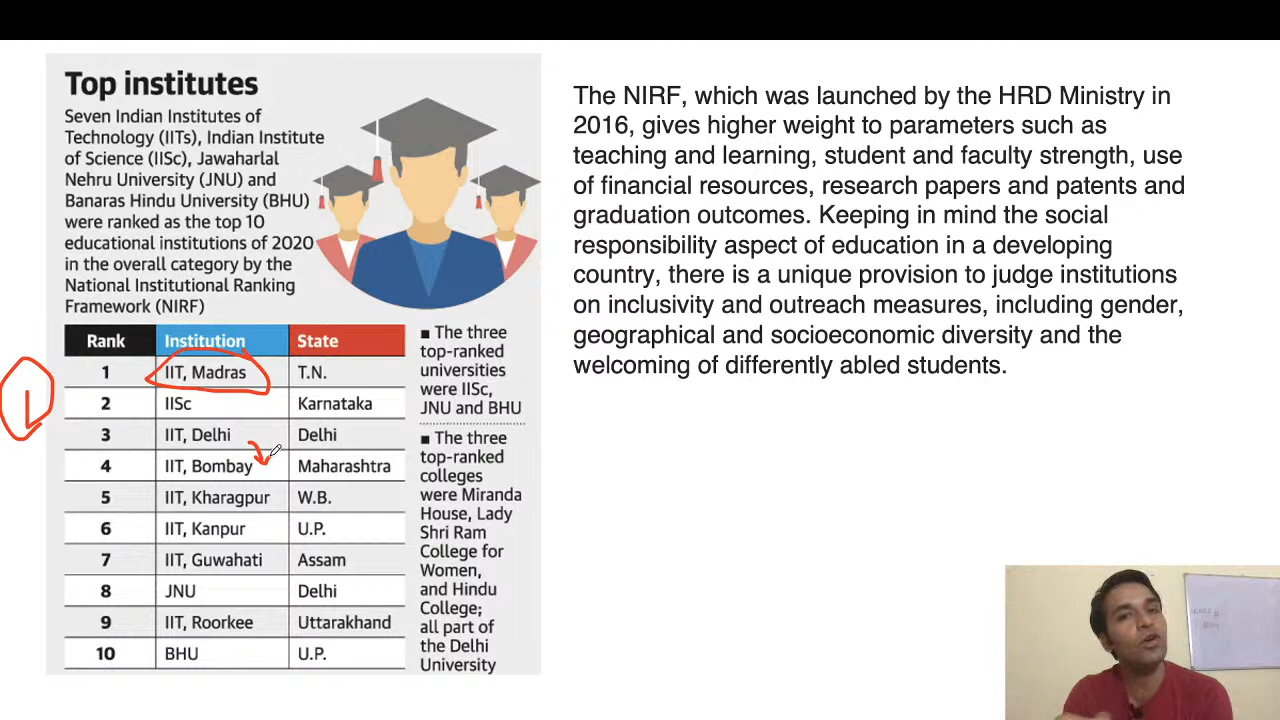 Top institutes
Seven Indian Institutes of
Technology (IITs), Indian Institute
of Science (IISc), Jawaharlal
Nehru University (JNU) and
Banaras Hindu University (BHU)
were ranked as the top 10
educational institutions of 2020
in the overall category by the
National Institutional Ranking
Framework (NIRF)
Rank Institution State
1 IIT, Madras T.N.
2 IISc Karnataka
3 IIT, Delhi Delhi
4 IIT, Bombay Maharashtra
5 IIT, Kharagpur W.B.
6 IIT, Kanpur U.P.
7 IIT, Guwahati Assam
8 JNU Delhi
9 IIT, Roorkee Uttarakhand
10 BHU U.P.
■ The three
top-ranked
universities
were IISc,
JNU and BHU
■ The three
top-ranked
colleges
were Miranda
House, Lady
Shri Ram
College for
Women,
and Hindu
College;
all part of
the Delhi
University
1
The NIRF, which was launched by the HRD Ministry in
2016, gives higher weight to parameters such as
teaching and learning, student and faculty strength, use
of financial resources, research papers and patents and
graduation outcomes. Keeping in mind the social
responsibility aspect of education in a developing
country, there is a unique provision to judge institutions
on inclusivity and outreach measures, including gender,
geographical and socioeconomic diversity and the
welcoming of differently abled students.